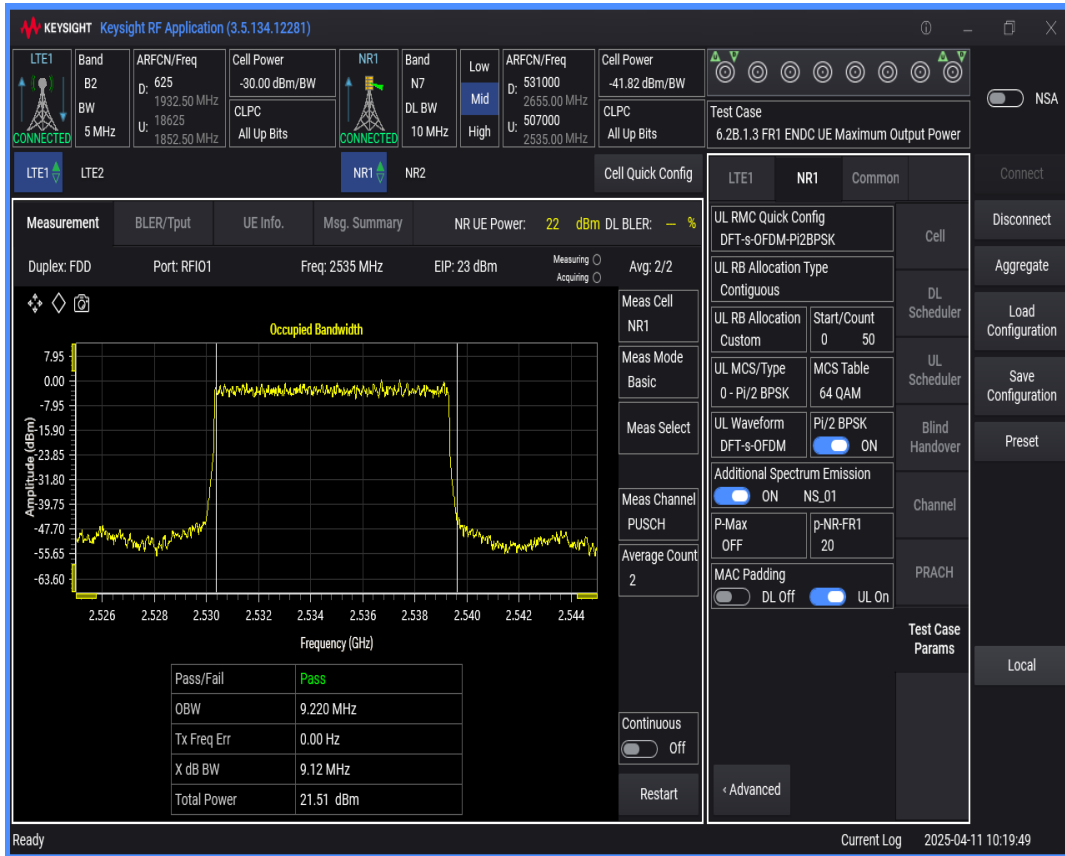 KEYSIGHT Keysight RF Application (3.5.134.12281)
LTE1 Band ARFCN/Freq Cell Power NR1 Band Low ARFCN/Freq Cell Power
B2 D: 625 -30.00 dBm/BW N7 D: 531000 -41.82 dBm/BW
BW 1932.50 MHz CLPC DL BW Mid 2655.00 MHz CLPC
5 MHz U: 18625 All Up Bits 10 MHz High U: 507000 All Up Bits
CONNECTED 1852.50 MHz CONNECTED 2535.00 MHz
Test Case
6.2B.1.3 FR1 ENDC UE Maximum Output Power
NSA
LTE1 LTE2 NR1 NR2 Cell Quick Config
Measurement BLER/Tput UE Info. Msg. Summary NR UE Power: 22 dBm DL BLER: --- %
Duplex: FDD Port: RFIO1 Freq: 2535 MHz EIP: 23 dBm Measuring Avg: 2/2
Acquiring
Occupied Bandwidth
Amplitude (dBm)
7.95
0.00
-7.95
-15.90
-23.85
-31.80
-39.75
-47.70
-55.65
-63.60
2.526 2.528 2.530 2.532 2.534 2.536 2.538 2.540 2.542 2.544
Frequency (GHz)
Pass/Fail Pass
OBW 9.220 MHz
Tx Freq Err 0.00 Hz
X dB BW 9.12 MHz
Total Power 21.51 dBm
Meas Cell
NR1
Meas Mode
Basic
Meas Select
Meas Channel
PUSCH
Average Count
2
Continuous
Off
Restart
LTE1 NR1 Common
UL RMC Quick Config
DFT-s-OFDM-Pi2BPSK
UL RB Allocation Type
Contiguous
UL RB Allocation Start/Count
Custom 0 50
UL MCS/Type MCS Table
0 - Pi/2 BPSK 64 QAM
UL Waveform Pi/2 BPSK
DFT-s-OFDM ON
Additional Spectrum Emission
ON NS_01
P-Max p-NR-FR1
OFF 20
MAC Padding
DL Off UL On
‹ Advanced
Cell
DL
Scheduler
UL
Scheduler
Blind
Handover
Channel
PRACH
Test Case
Params
Connect
Disconnect
Aggregate
Load
Configuration
Save
Configuration
Preset
Local
Ready Current Log 2025-04-11 10:19:49